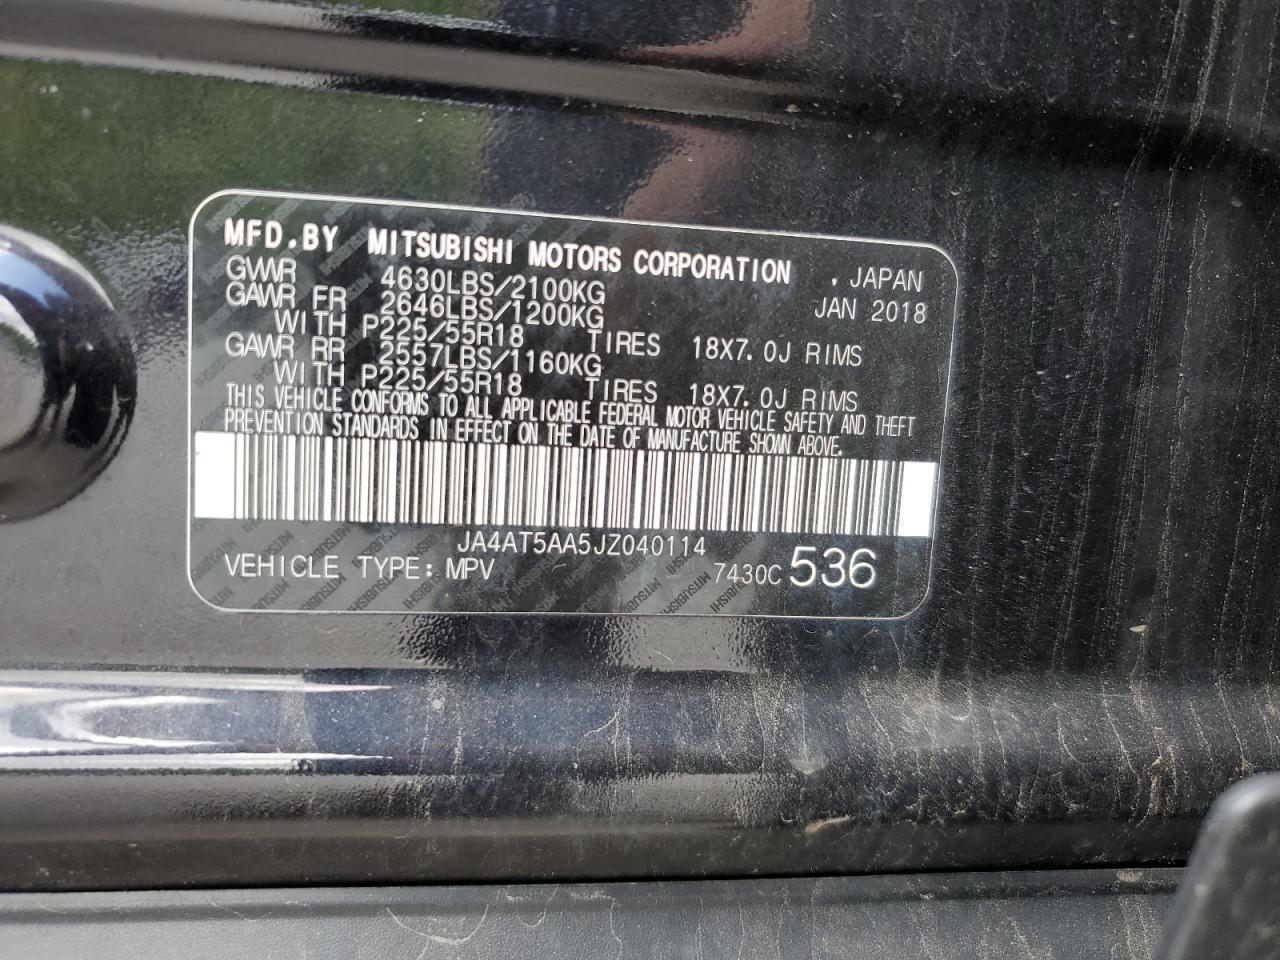 MFD.BY MITSUBISHI MOTORS CORPORATION . JAPAN
GVWR 4630LBS/2100KG JAN 2018
GAWR FR 2646LBS/1200KG
WITH P225/55R18 TIRES 18X7.0J RIMS
GAWR RR 2557LBS/1160KG
WITH P225/55R18 TIRES 18X7.0J RIMS
THIS VEHICLE CONFORMS TO ALL APPLICABLE FEDERAL MOTOR VEHICLE SAFETY AND THEFT
PREVENTION STANDARDS IN EFFECT ON THE DATE OF MANUFACTURE SHOWN ABOVE.
JA4AT5AA5JZ040114
VEHICLE TYPE: MPV 7430C 536